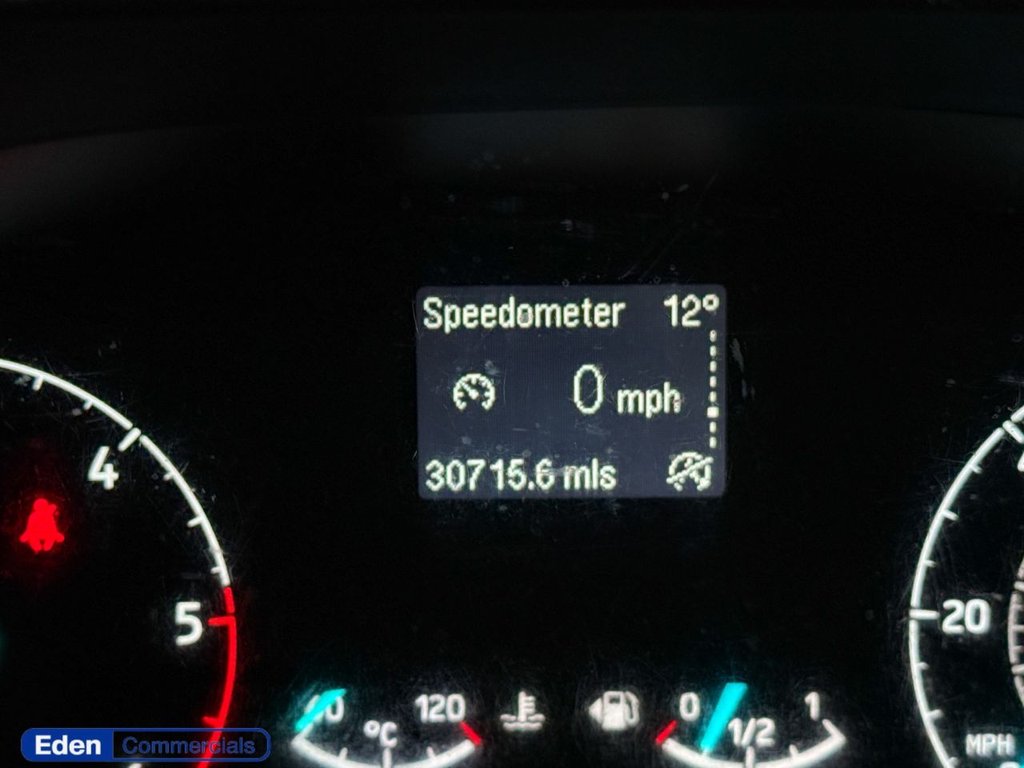 Speedometer 12°
0 mph
30715.6 mls
4
5
120
°C
0 1/2 1
20
MPH
Eden Commercials